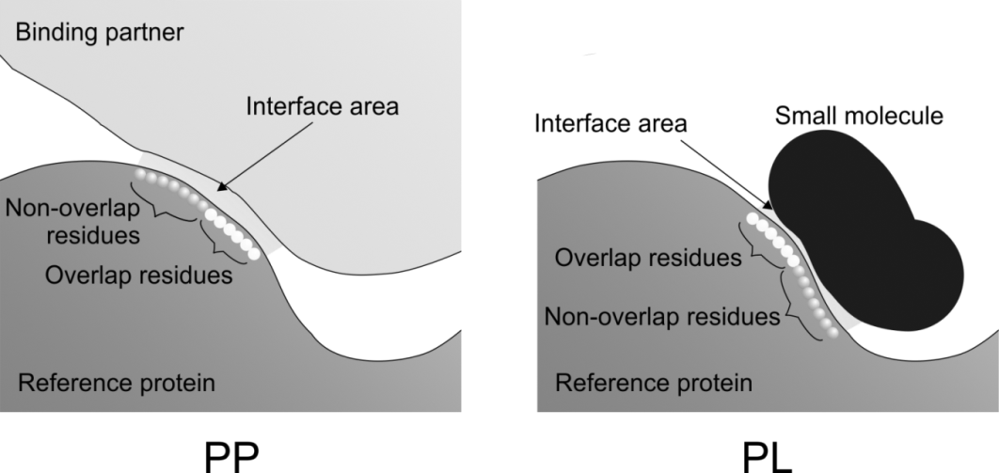 Binding partner
Interface area
Non-overlap
residues
Overlap residues
Reference protein
PP
Interface area
Small molecule
Overlap residues
Non-overlap residues
Reference protein
PL